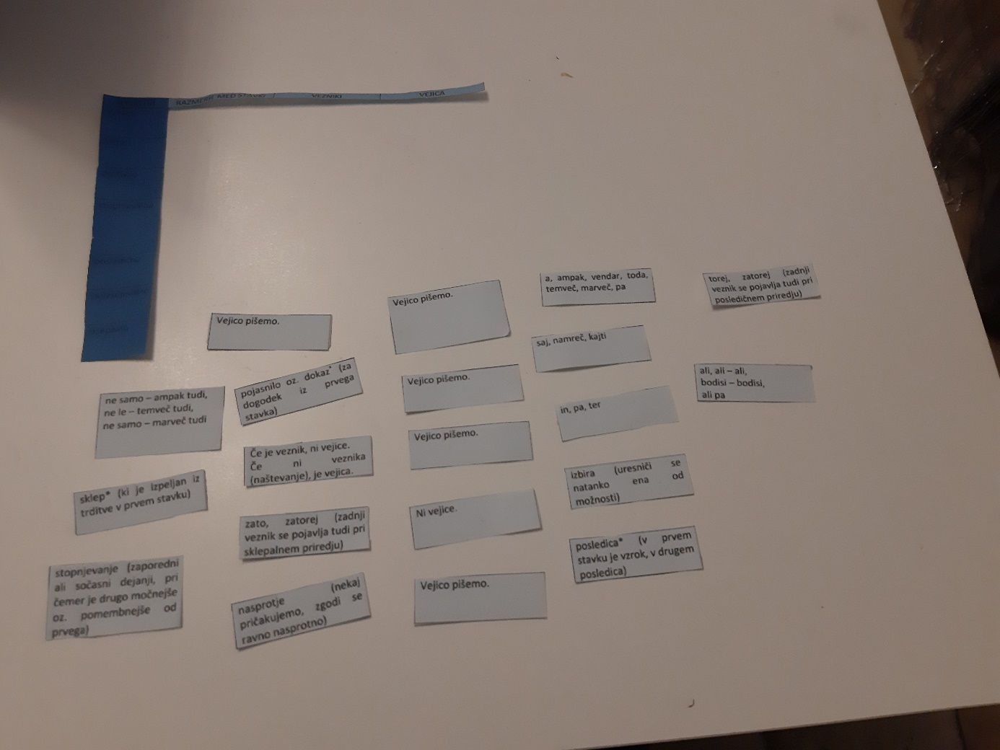 RAZMERJE MED STAVKI
VEZNIKI
VEJICA
a, ampak, vendar, toda,
temveč, marveč, pa
torej, zatorej (zadnji
veznik se pojavlja tudi pri
posledičnem priredju)
Vejico pišemo.
Vejico pišemo.
saj, namreč, kajti
ali, ali – ali,
bodisi – bodisi,
ali pa
ne samo – ampak tudi,
ne le – temveč tudi,
ne samo – marveč tudi
pojasnilo oz. dokaz* (za
dogodek iz prvega
stavka)
Vejico pišemo.
in, pa, ter
Če je veznik, ni vejice.
Če ni veznika
(naštevanje), je vejica.
Vejico pišemo.
izbira (uresniči se
natanko ena od
možnosti)
sklep* (ki je izpeljan iz
trditve v prvem stavku)
zato, zatorej (zadnji
veznik se pojavlja tudi pri
sklepalnem priredju)
Ni vejice.
posledica* (v prvem
stavku je vzrok, v drugem
posledica)
stopnjevanje (zaporedni
ali sočasni dejanji, pri
čemer je drugo močnejše
oz. pomembnejše od
prvega)
nasprotje (nekaj
pričakujemo, zgodi se
ravno nasprotno)
Vejico pišemo.